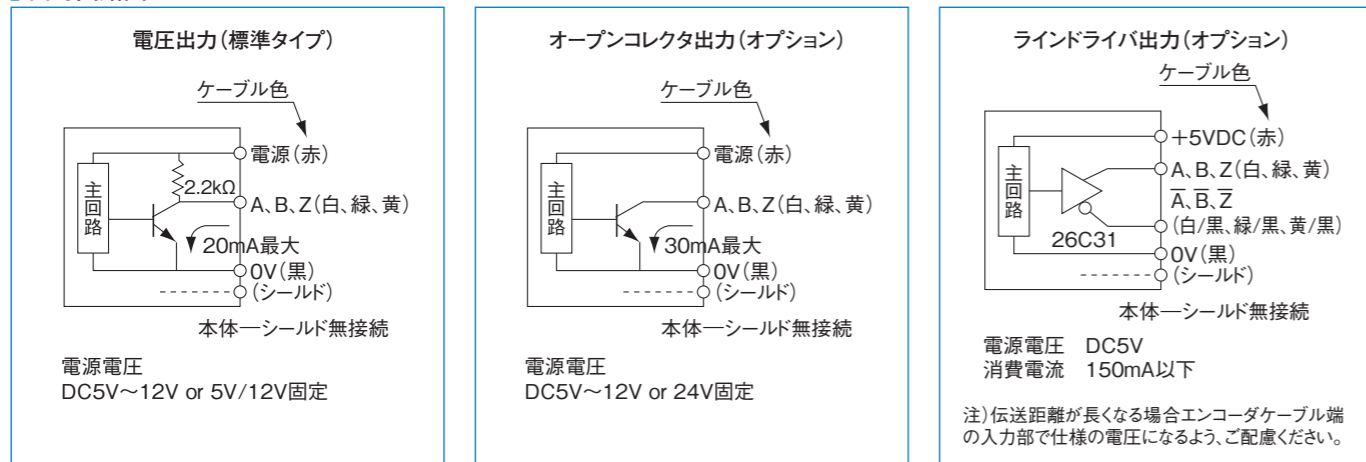 電圧出力（標準タイプ）
ケーブル色
電源（赤）
主回路
2.2kΩ
A、B、Z（白、緑、黄）
20mA最大
0V（黒）
（シールド）
本体―シールド無接続
電源電圧
DC5V～12V or 5V/12V固定
オープンコレクタ出力（オプション）
ケーブル色
電源（赤）
主回路
A、B、Z（白、緑、黄）
30mA最大
0V（黒）
（シールド）
本体―シールド無接続
電源電圧
DC5V～12V or 24V固定
ラインドライバ出力（オプション）
ケーブル色
+5VDC（赤）
主回路
A、B、Z（白、緑、黄）
A̅、B̅、Z̅
（白/黒、緑/黒、黄/黒）
26C31
0V（黒）
（シールド）
本体―シールド無接続
電源電圧 DC5V
消費電流 150mA以下
注）伝送距離が長くなる場合エンコーダケーブル端
の入力部で仕様の電圧になるよう、ご配慮ください。